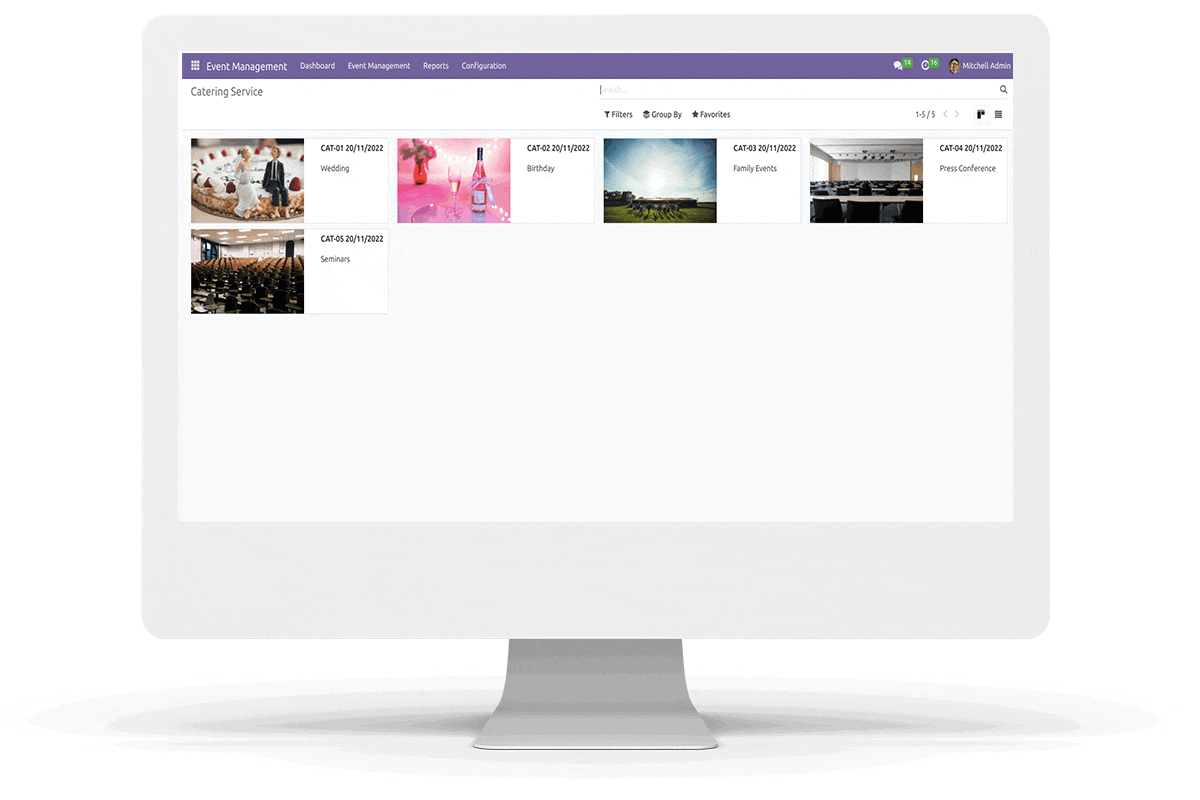 Event Management Dashboard Event Management Reports Configuration 14 16 Mitchell Admin
Catering Service Search...
Filters Group By Favorites 1-5 / 5
CAT-01 20/11/2022
Wedding
CAT-02 20/11/2022
Birthday
CAT-03 20/11/2022
Family Events
CAT-04 20/11/2022
Press Conference
CAT-05 20/11/2022
Seminars